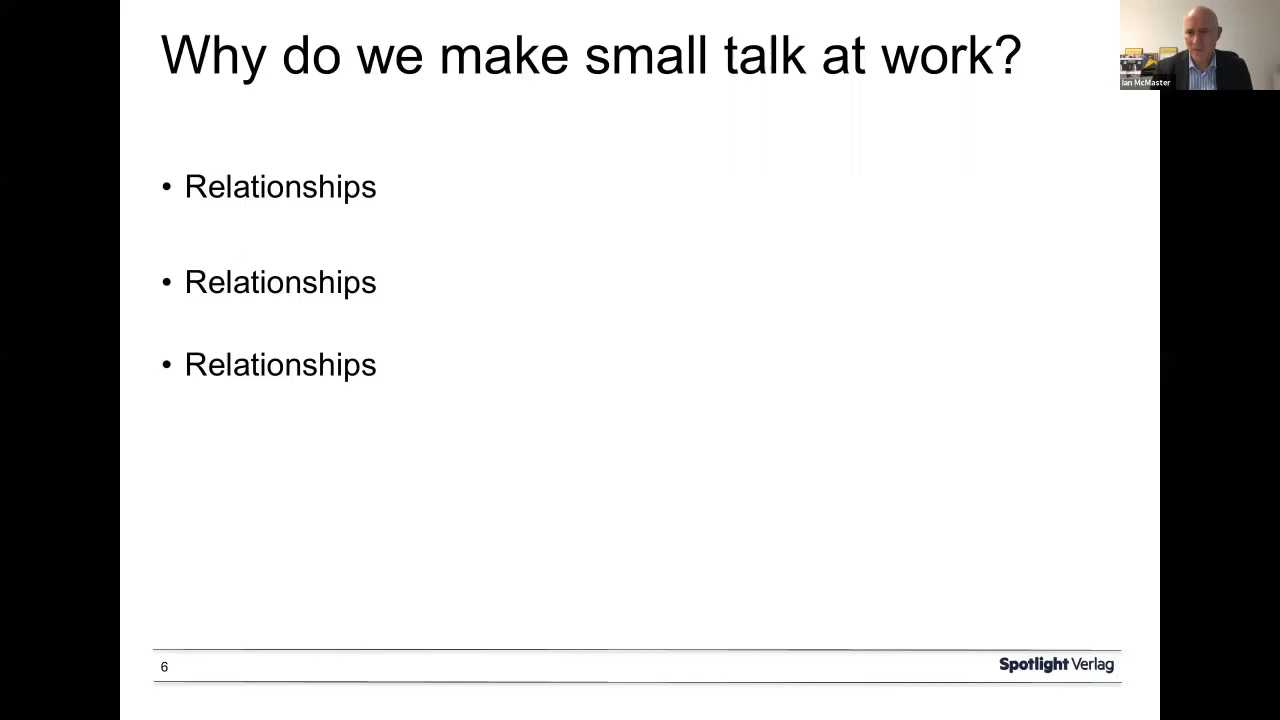 Why do we make small talk at work?
Ian McMaster
• Relationships
• Relationships
• Relationships
6
Spotlight Verlag